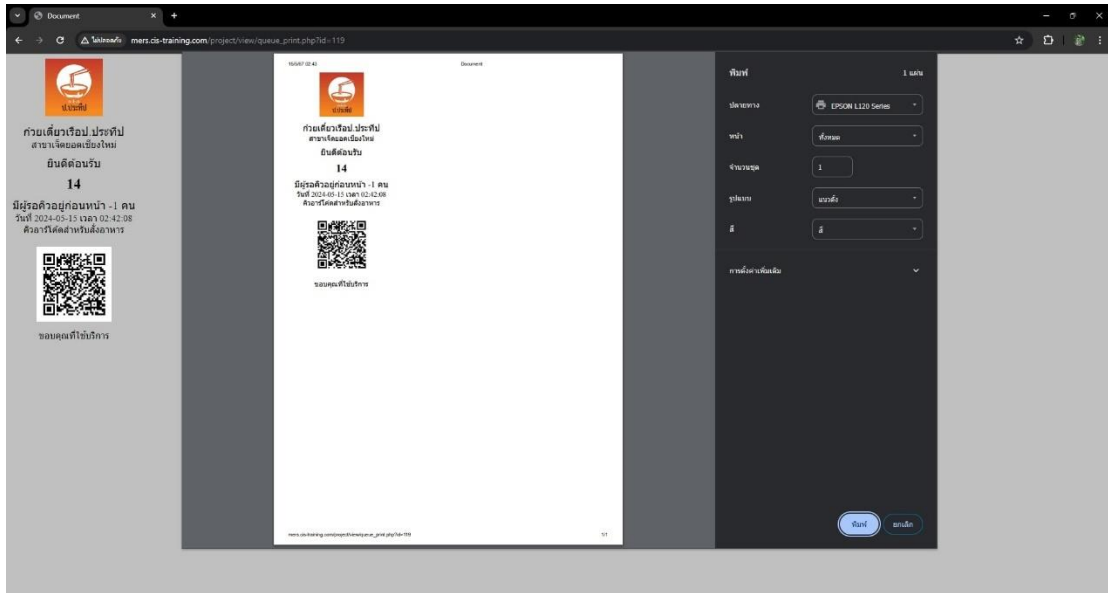 Document
ไม่ปลอดภัย mers.cis-training.com/project/view/queue_print.php?id=119
ป.ประทีป
ก๋วยเตี๋ยวเรือป.ประทีป
สาขาเจ็ดยอดเชียงใหม่
ยินดีต้อนรับ
14
มีผู้รอคิวอยู่ก่อนหน้า -1 คน
วันที่ 2024-05-15 เวลา 02:42:08
คิวอาร์โค้ดสำหรับสั่งอาหาร
ขอบคุณที่ใช้บริการ
Document
ป.ประทีป
ก๋วยเตี๋ยวเรือป.ประทีป
สาขาเจ็ดยอดเชียงใหม่
ยินดีต้อนรับ
14
มีผู้รอคิวอยู่ก่อนหน้า -1 คน
วันที่ 2024-05-15 เวลา 02:42:08
คิวอาร์โค้ดสำหรับสั่งอาหาร
ขอบคุณที่ใช้บริการ
mers.cis-training.com/project/view/queue_print.php?id=119 1/1
พิมพ์ 1 แผ่น
ปลายทาง EPSON L120 Series
หน้า ทั้งหมด
จำนวนชุด 1
รูปแบบ แนวตั้ง
สี สี
การตั้งค่าเพิ่มเติม
พิมพ์ ยกเลิก